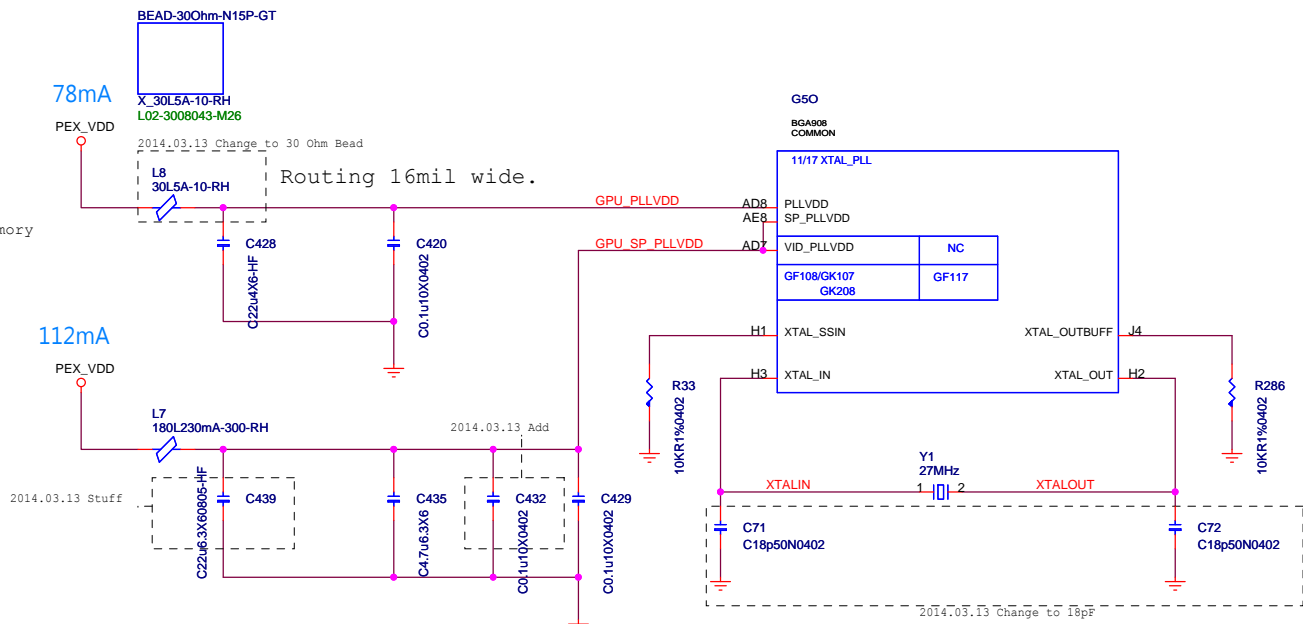 BEAD-30Ohm-N15P-GT
X_30L5A-10-RH
L02-3008043-M26
78mA
PEX_VDD
2014.03.13 Change to 30 Ohm Bead
L8
30L5A-10-RH
Routing 16mil wide.
mory
C428
C22u4X6-HF
C420
C0.1u10X0402
GPU_PLLVDD
GPU_SP_PLLVDD
G5O
BGA908
COMMON
11/17 XTAL_PLL
AD8
PLLVDD
AE8
SP_PLLVDD
AD7
VID_PLLVDD
NC
GF108/GK107
GK208
GF117
H1
XTAL_SSIN
XTAL_OUTBUFF
J4
H3
XTAL_IN
XTAL_OUT
H2
R33
10KR1%0402
R286
10KR1%0402
112mA
PEX_VDD
L7
180L230mA-300-RH
2014.03.13 Add
2014.03.13 Stuff
C439
C22u6.3X60805-HF
C435
C4.7u6.3X6
C432
C0.1u10X0402
C429
C0.1u10X0402
Y1
27MHz
XTALIN
1
2
XTALOUT
C71
C18p50N0402
C72
C18p50N0402
2014.03.13 Change to 18pF